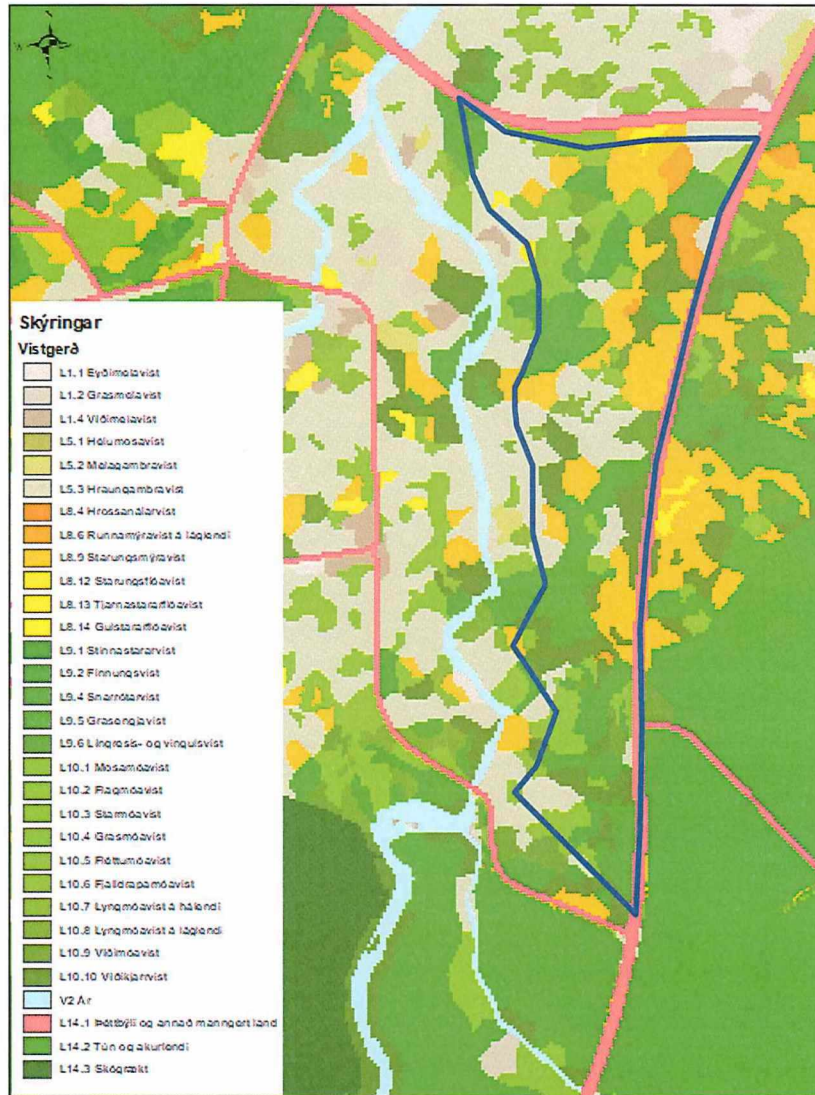 Skýringar
Vistgerð
L1.1 Eyðimelavist
L1.2 Grasmelavist
L1.4 Víðimelavist
L5.1 Hélumosavist
L5.2 Melagambravist
L5.3 Hraungambravist
L8.4 Hrossanálarvist
L8.6 Runnamýravist á láglendi
L8.9 Starungsmýravist
L8.12 Starungsflóavist
L8.13 Tjarnastararflóavist
L8.14 Gulstararflóavist
L9.1 Stinnastararvist
L9.2 Finnungsvist
L9.4 Snarrótarvist
L9.5 Grasengjavist
L9.6 Língresis- og vingulsvist
L10.1 Mosamóavist
L10.2 Flagmóavist
L10.3 Starmóavist
L10.4 Grasmóavist
L10.5 Fléttumóavist
L10.6 Fjalldrapamóavist
L10.7 Lyngmóavist á hálendi
L10.8 Lyngmóavist á láglendi
L10.9 Víðimóavist
L10.10 Víðikjarrvist
V2 Ár
L14.1 Þéttbýli og annað manngert land
L14.2 Tún og akurlendi
L14.3 Skógrækt